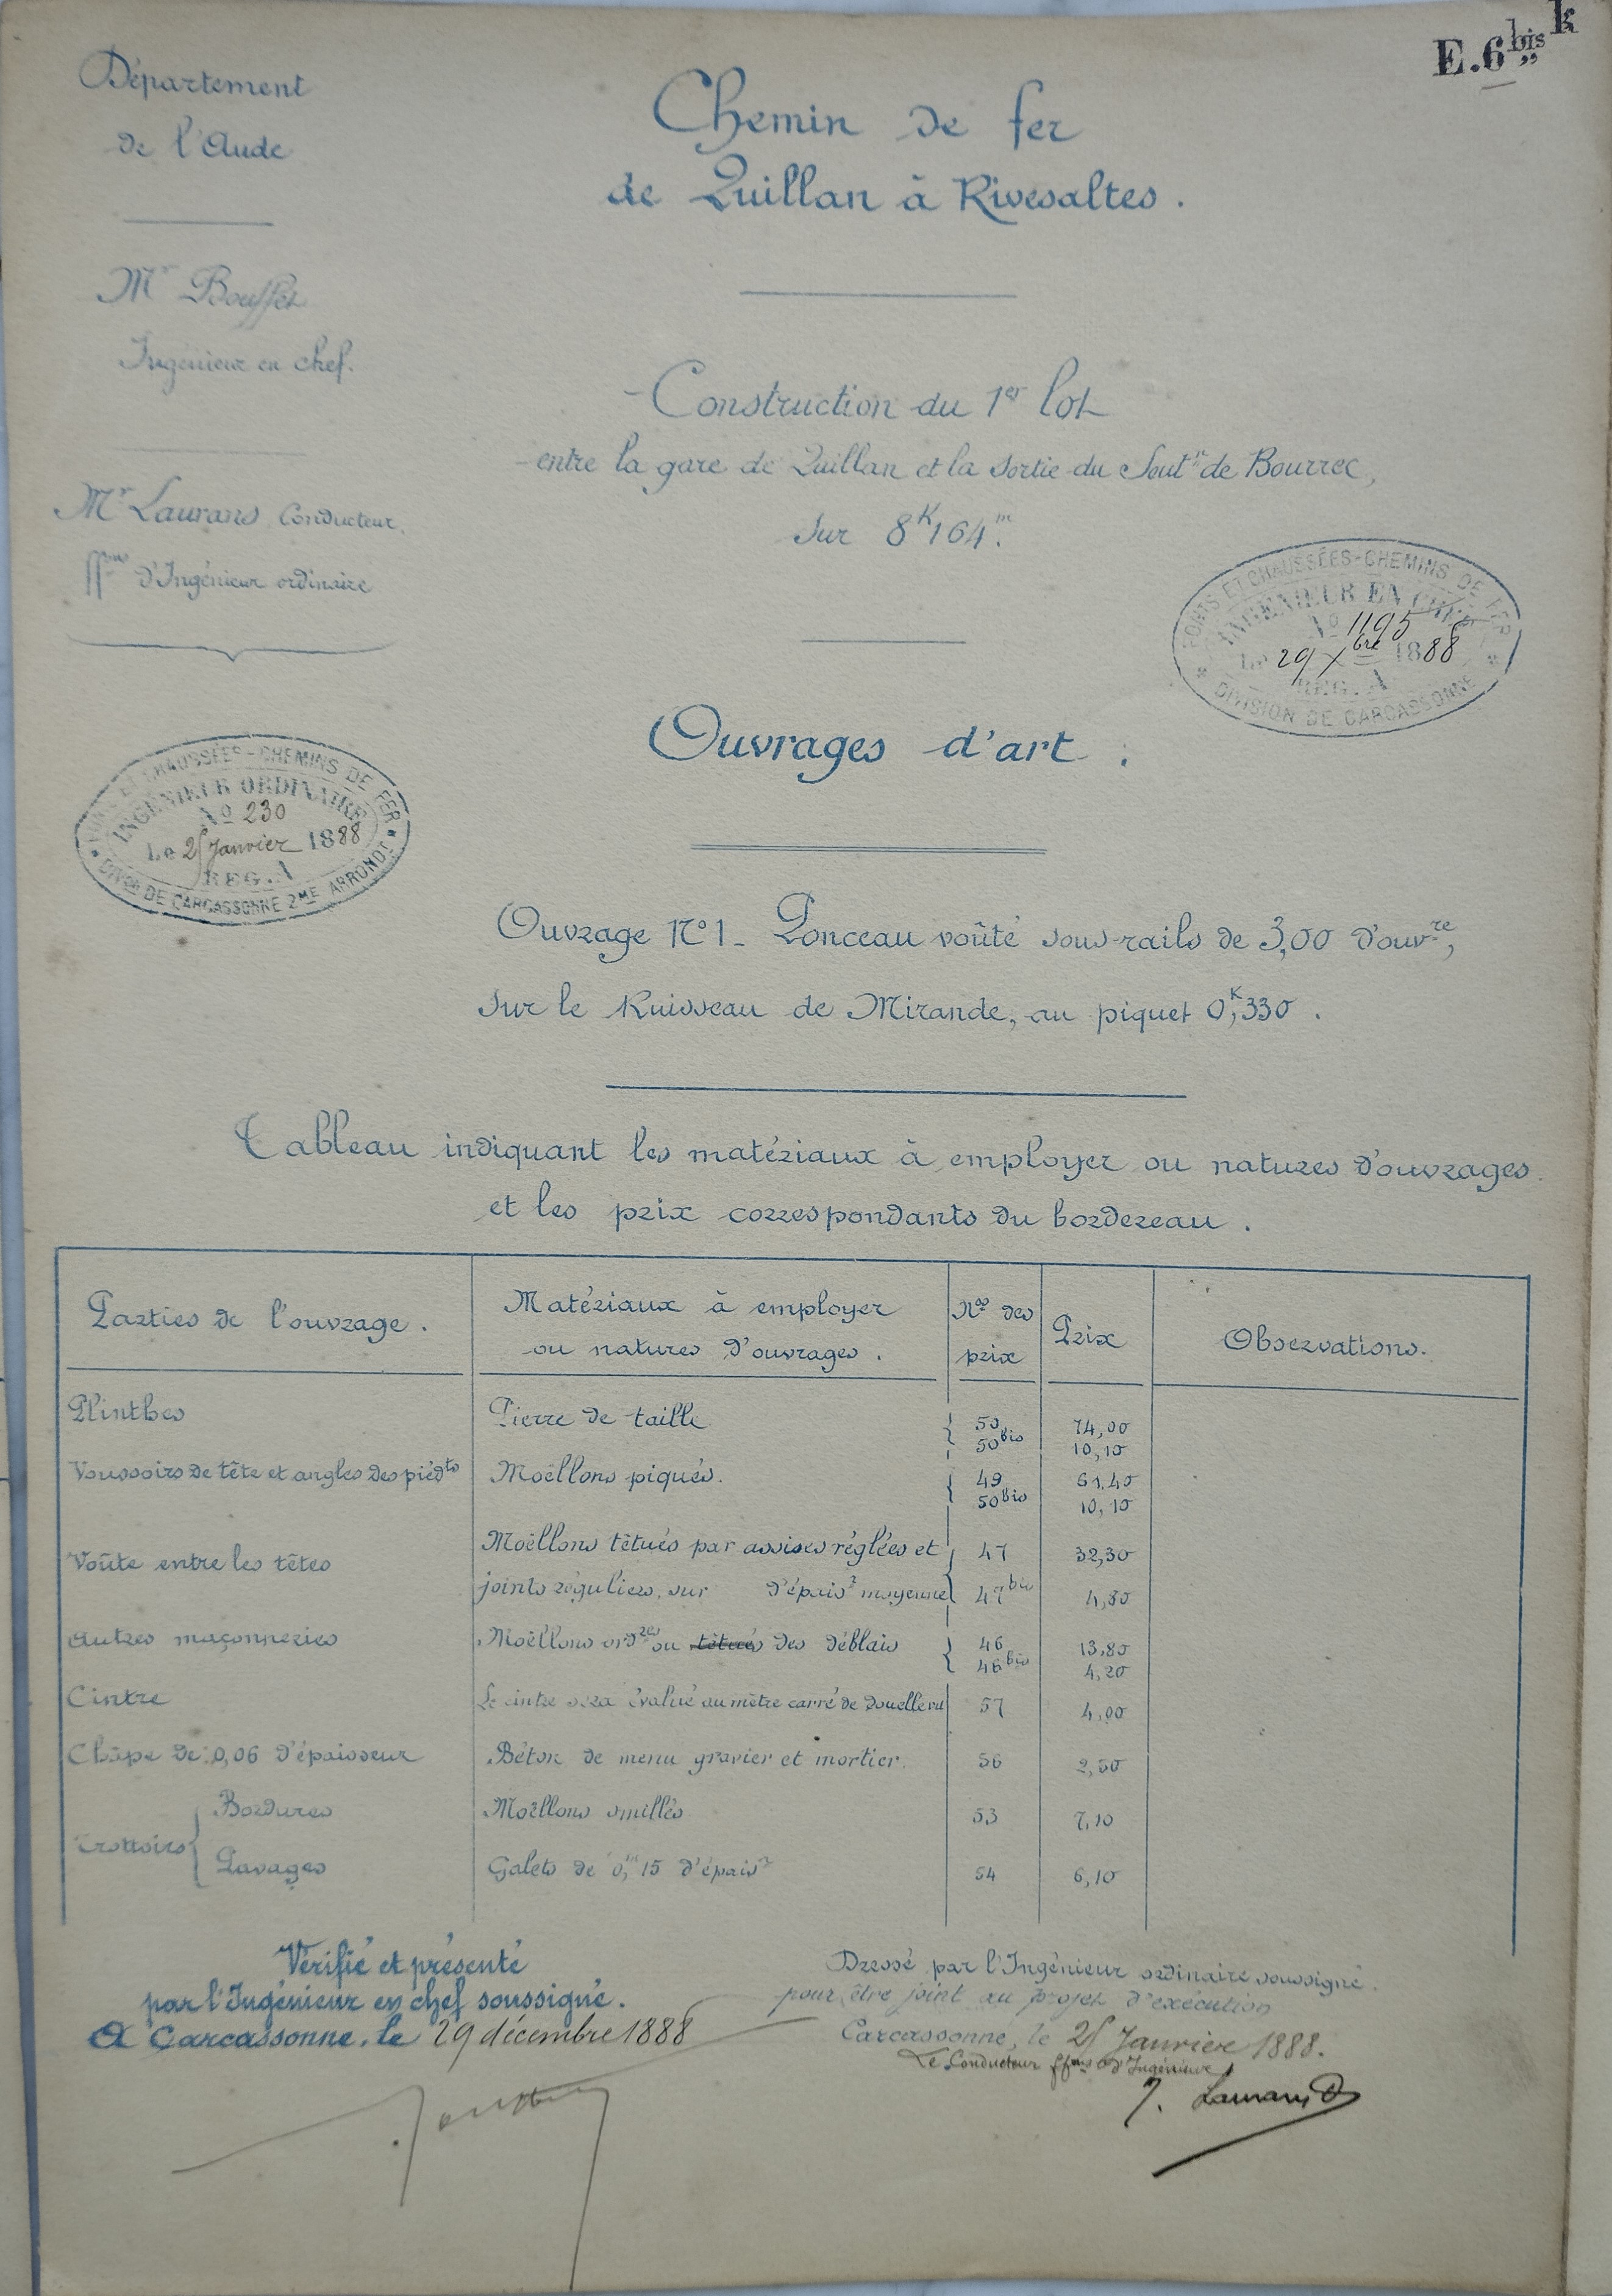 E.6bis k
"
Département
de l'Aude
Mr Bouffet
Ingénieur en chef.
Mr Laurans, Conducteur,
ffons d'Ingénieur ordinaire
Chemin de fer
de Quillan à Rivesaltes.
Construction du 1er lot
entre la gare de Quillan et la sortie du Soutn de Bourrec,
sur 8K164m.
PONTS ET CHAUSSÉES-CHEMINS DE FER
INGÉNIEUR EN CHEF
No 1195
Le 29 Xbre 1888
REG. A
DIVISION DE CARCASSONNE
PONTS ET CHAUSSÉES-CHEMINS DE FER
INGÉNIEUR ORDINAIRE
No 230
Le 25 Janvier 1888
REG. A
DIVon DE CARCASSONNE 2ME ARRONDT
Ouvrages d'art.
Ouvrage No 1 - Ponceau voûté sous-rails de 3,00 d'ouvre,
sur le Ruisseau de Mirande, au piquet 0K,330.
Tableau indiquant les matériaux à employer ou natures d'ouvrages
et les prix correspondants du bordereau.
Parties de l'ouvrage.
Matériaux à employer
ou natures d'ouvrages.
Nos des
prix
Prix
Observations.
Plinthes Pierre de taille 50 74,00
50bis 10,10
Voussoirs de tête et angles des piédts Moëllons piqués. 49 61,40
50bis 10,10
Voûte entre les têtes Moëllons têtués par assises réglées et 47 32,30
joints réguliers, sur d'épaisr moyenne 47bis 4,80
Autres maçonneries Moëllons ordres ou têtués des déblais 46 13,80
46bis 4,20
Cintre Le cintre sera évalué au mètre carré de douelle vu 57 4,00
Châpe de 0,06 d'épaisseur Béton de menu gravier et mortier. 56 2,50
Trottoirs { Bordures Moëllons smillés 53 7,10
Pavages Galets de 0m,15 d'épaisr 54 6,10
Vérifié et présenté
par l'Ingénieur en chef soussigné.
A Carcassonne, le 29 décembre 1888
Dressé par l'Ingénieur ordinaire soussigné
pour être joint au projet d'exécution
Carcassonne, le 25 Janvier 1888.
Le Conducteur ffons d'Ingénieur
J. Laurans